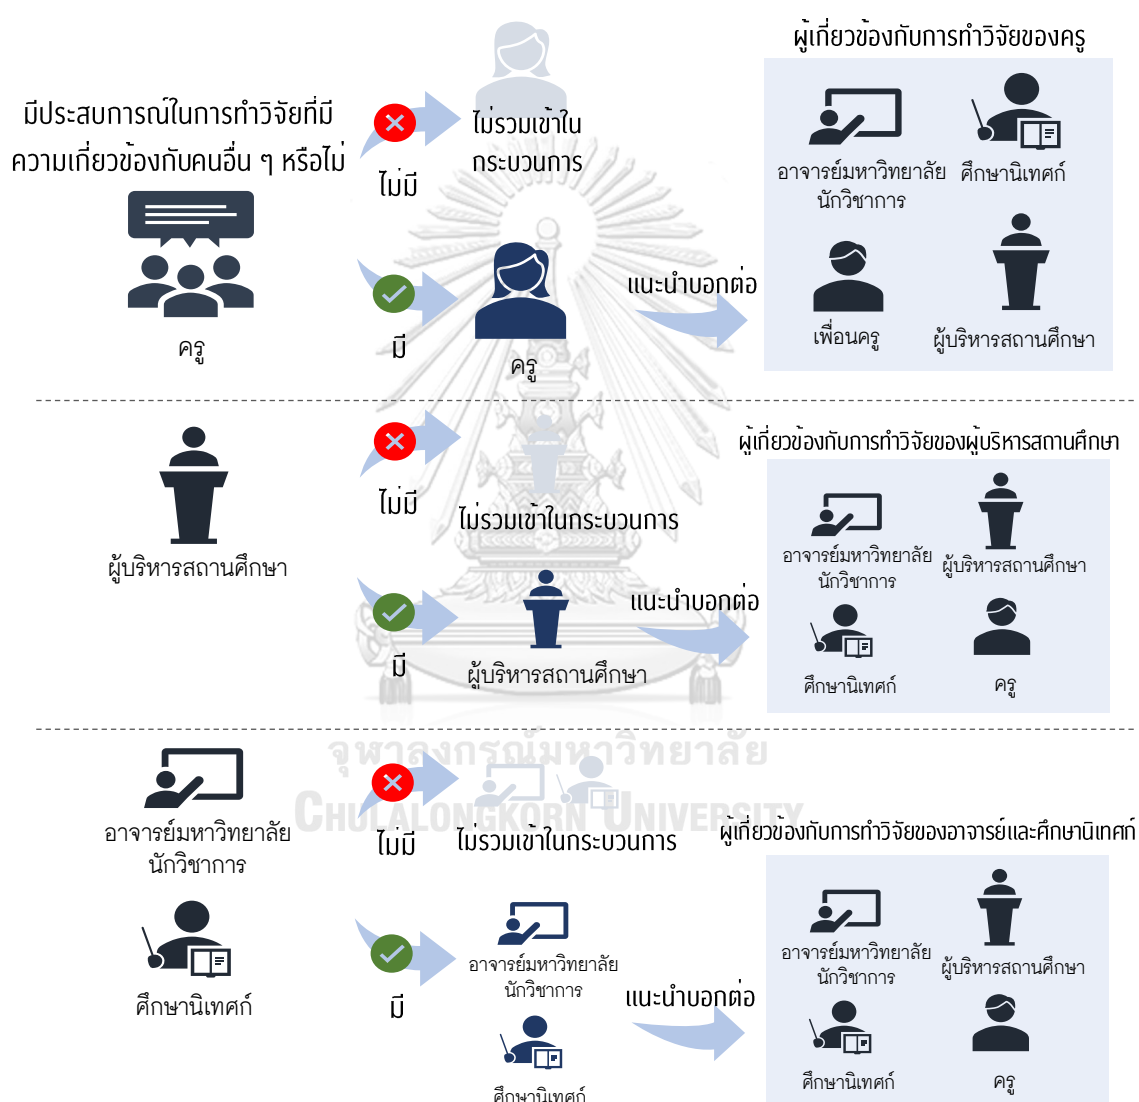 ผู้เกี่ยวข้องกับการทำวิจัยของครู
มีประสบการณ์ในการทำวิจัยที่มี
ความเกี่ยวข้องกับคนอื่น ๆ หรือไม่
ไม่มี
ไม่รวมเข้าใน
กระบวนการ
ครู
มี
ครู
แนะนำบอกต่อ
อาจารย์มหาวิทยาลัย
นักวิชาการ
ศึกษานิเทศก์
เพื่อนครู
ผู้บริหารสถานศึกษา
ผู้เกี่ยวข้องกับการทำวิจัยของผู้บริหารสถานศึกษา
ผู้บริหารสถานศึกษา
ไม่มี
ไม่รวมเข้าในกระบวนการ
มี
ผู้บริหารสถานศึกษา
แนะนำบอกต่อ
อาจารย์มหาวิทยาลัย
นักวิชาการ
ผู้บริหารสถานศึกษา
ศึกษานิเทศก์
ครู
จุฬาลงกรณ์มหาวิทยาลัย
CHULALONGKORN UNIVERSITY
อาจารย์มหาวิทยาลัย
นักวิชาการ
ศึกษานิเทศก์
ไม่มี
ไม่รวมเข้าในกระบวนการ
มี
อาจารย์มหาวิทยาลัย
นักวิชาการ
ศึกษานิเทศก์
แนะนำบอกต่อ
ผู้เกี่ยวข้องกับการทำวิจัยของอาจารย์และศึกษานิเทศก์
อาจารย์มหาวิทยาลัย
นักวิชาการ
ผู้บริหารสถานศึกษา
ศึกษานิเทศก์
ครู